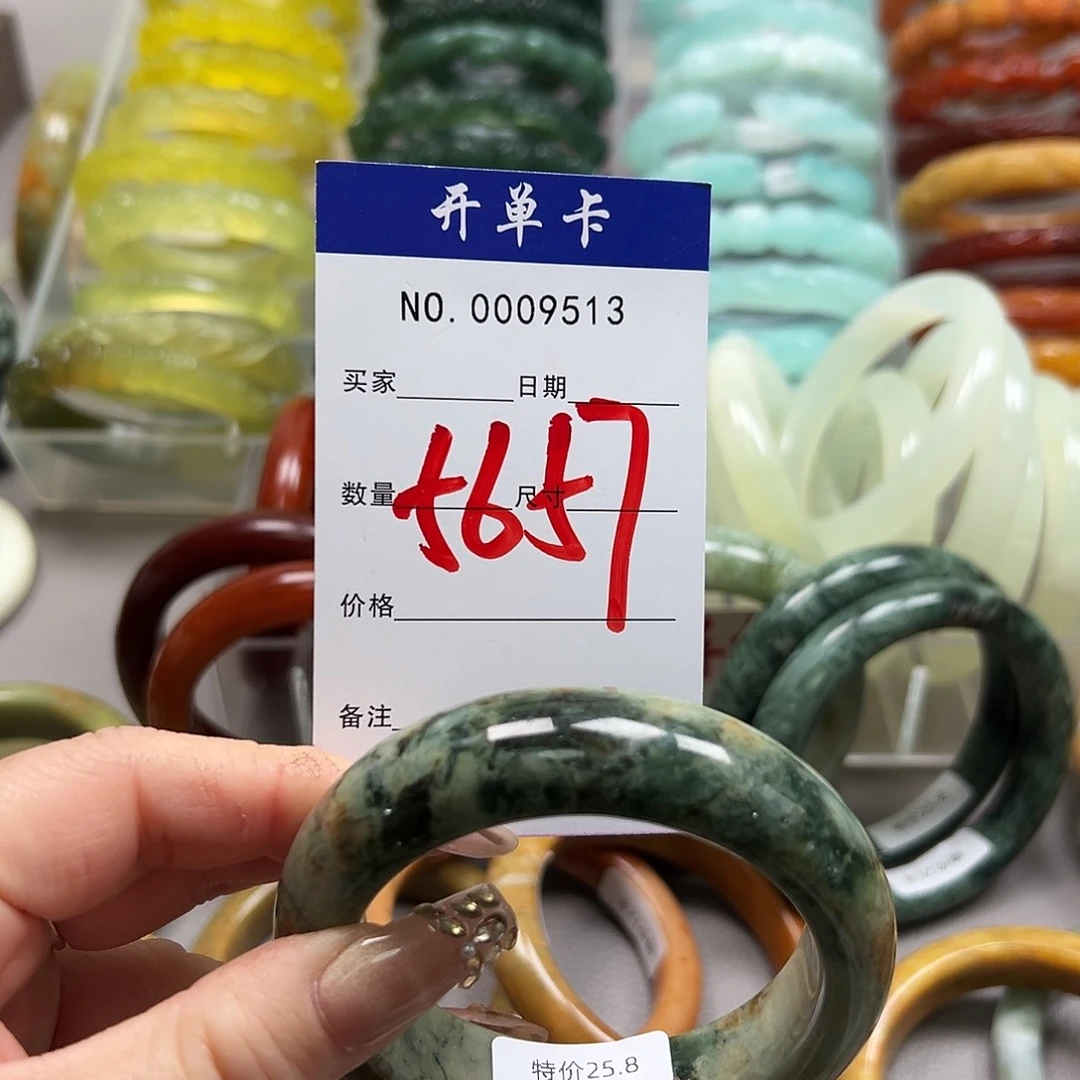 开单卡
NO. 0009513
买家 日期
5657
数量 尺寸
价格
备注
特价25.8